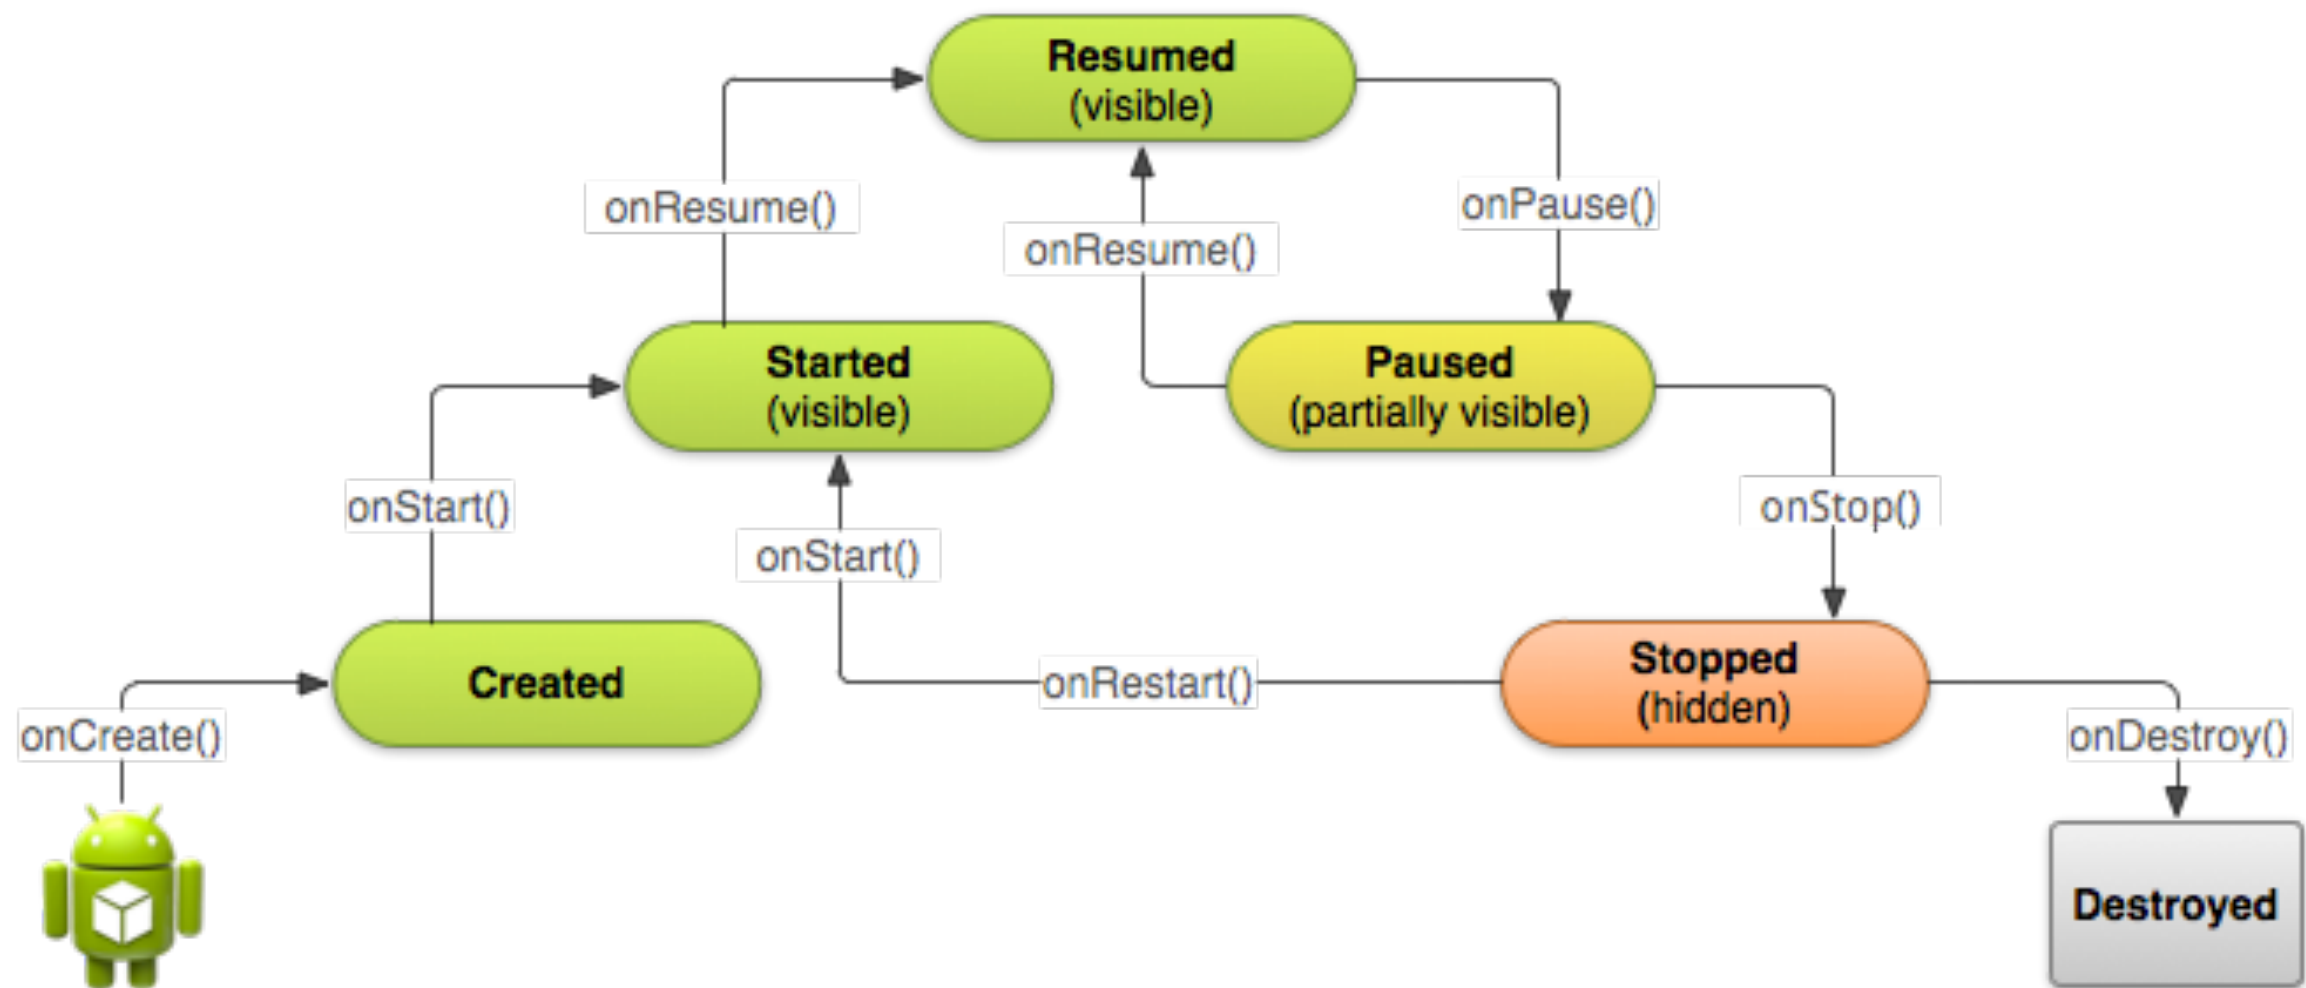 Resumed
(visible)
onResume()
onPause()
onResume()
Started
(visible)
Paused
(partially visible)
onStart()
onStop()
onStart()
Created
onRestart()
Stopped
(hidden)
onCreate()
onDestroy()
Destroyed